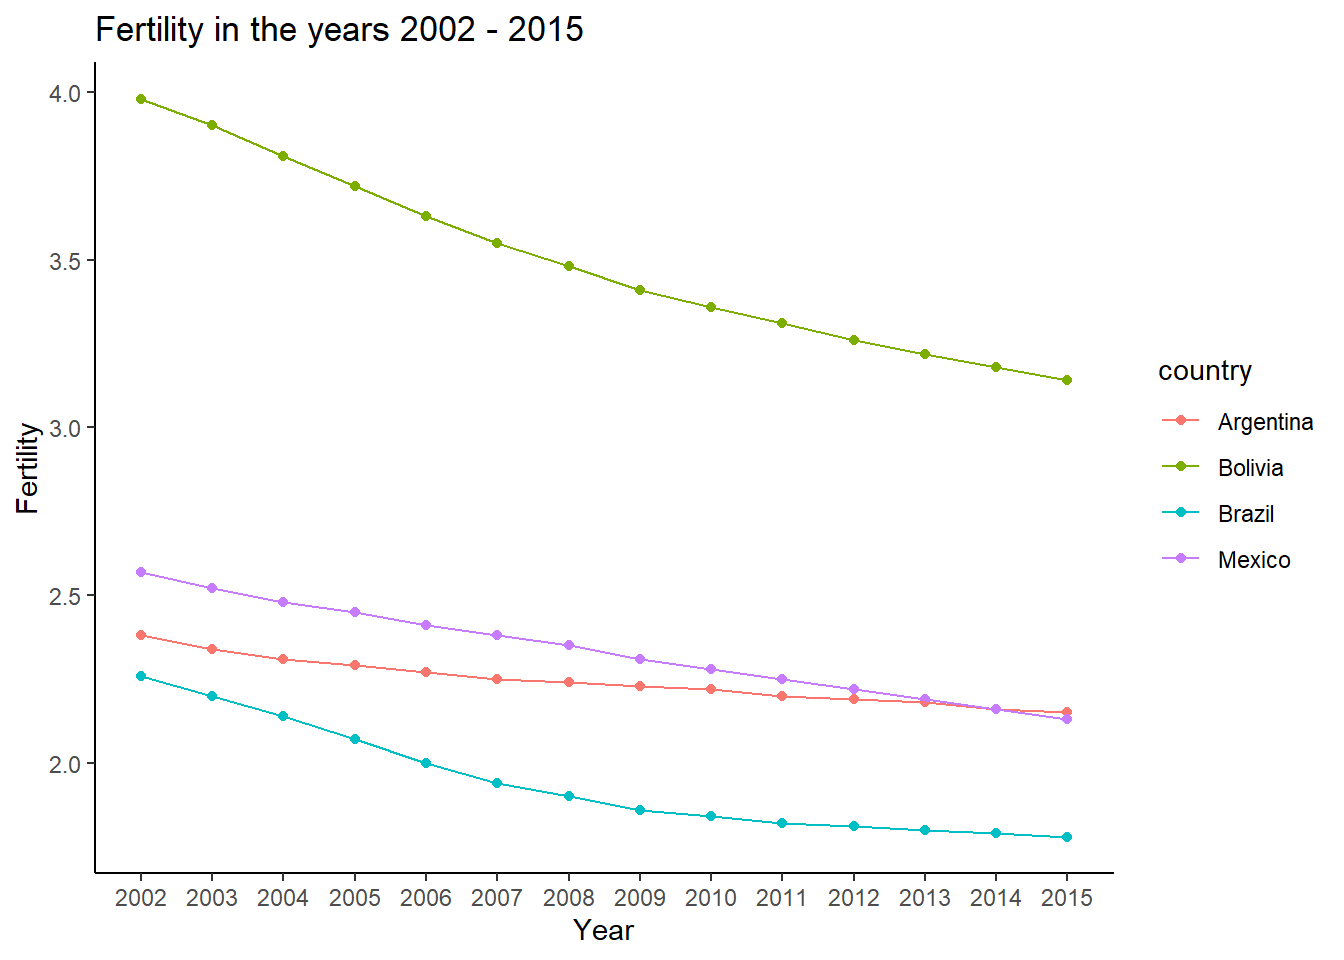 Fertility in the years 2002 - 2015
4.0
3.5
3.0
2.5
2.0
Fertility
2002 2003 2004 2005 2006 2007 2008 2009 2010 2011 2012 2013 2014 2015
Year
country
Argentina
Bolivia
Brazil
Mexico